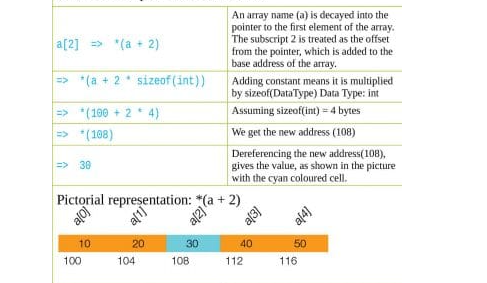 An array name (a) is decayed into the
pointer to the first element of the array.
a[2] => *(a + 2)
The subscript 2 is treated as the offset
from the pointer, which is added to the
base address of the array.
=> *(a + 2 * sizeof(int))
Adding constant means it is multiplied
by sizeof(DataType) Data Type: int
=> *(100 + 2 * 4)
Assuming sizeof(int) = 4 bytes
=> *(108)
We get the new address (108)
=> 30
Dereferencing the new address(108),
gives the value, as shown in the picture
with the cyan coloured cell.
Pictorial representation: *(a + 2)
a[0] a[1] a[2] a[3] a[4]
10 20 30 40 50
100 104 108 112 116